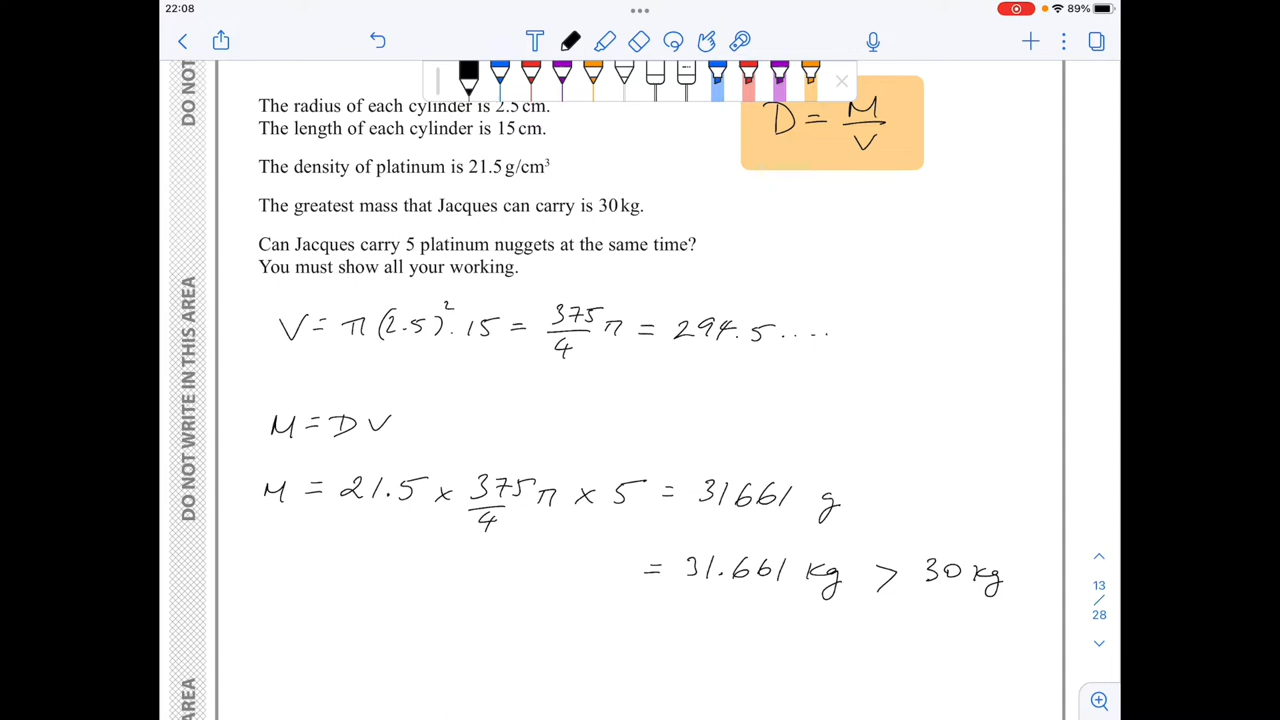 22:08
89%
DO NOT
The radius of each cylinder is 2.5 cm.
The length of each cylinder is 15 cm.
D = M/V
The density of platinum is 21.5 g/cm³
The greatest mass that Jacques can carry is 30 kg.
Can Jacques carry 5 platinum nuggets at the same time?
You must show all your working.
DO NOT WRITE IN THIS AREA
V = π(2.5)². 15 = 375/4 π = 294.5....
M = DV
M = 21.5 × 375/4 π × 5 = 31661 g
= 31.661 kg > 30 kg
13
/
28
AREA